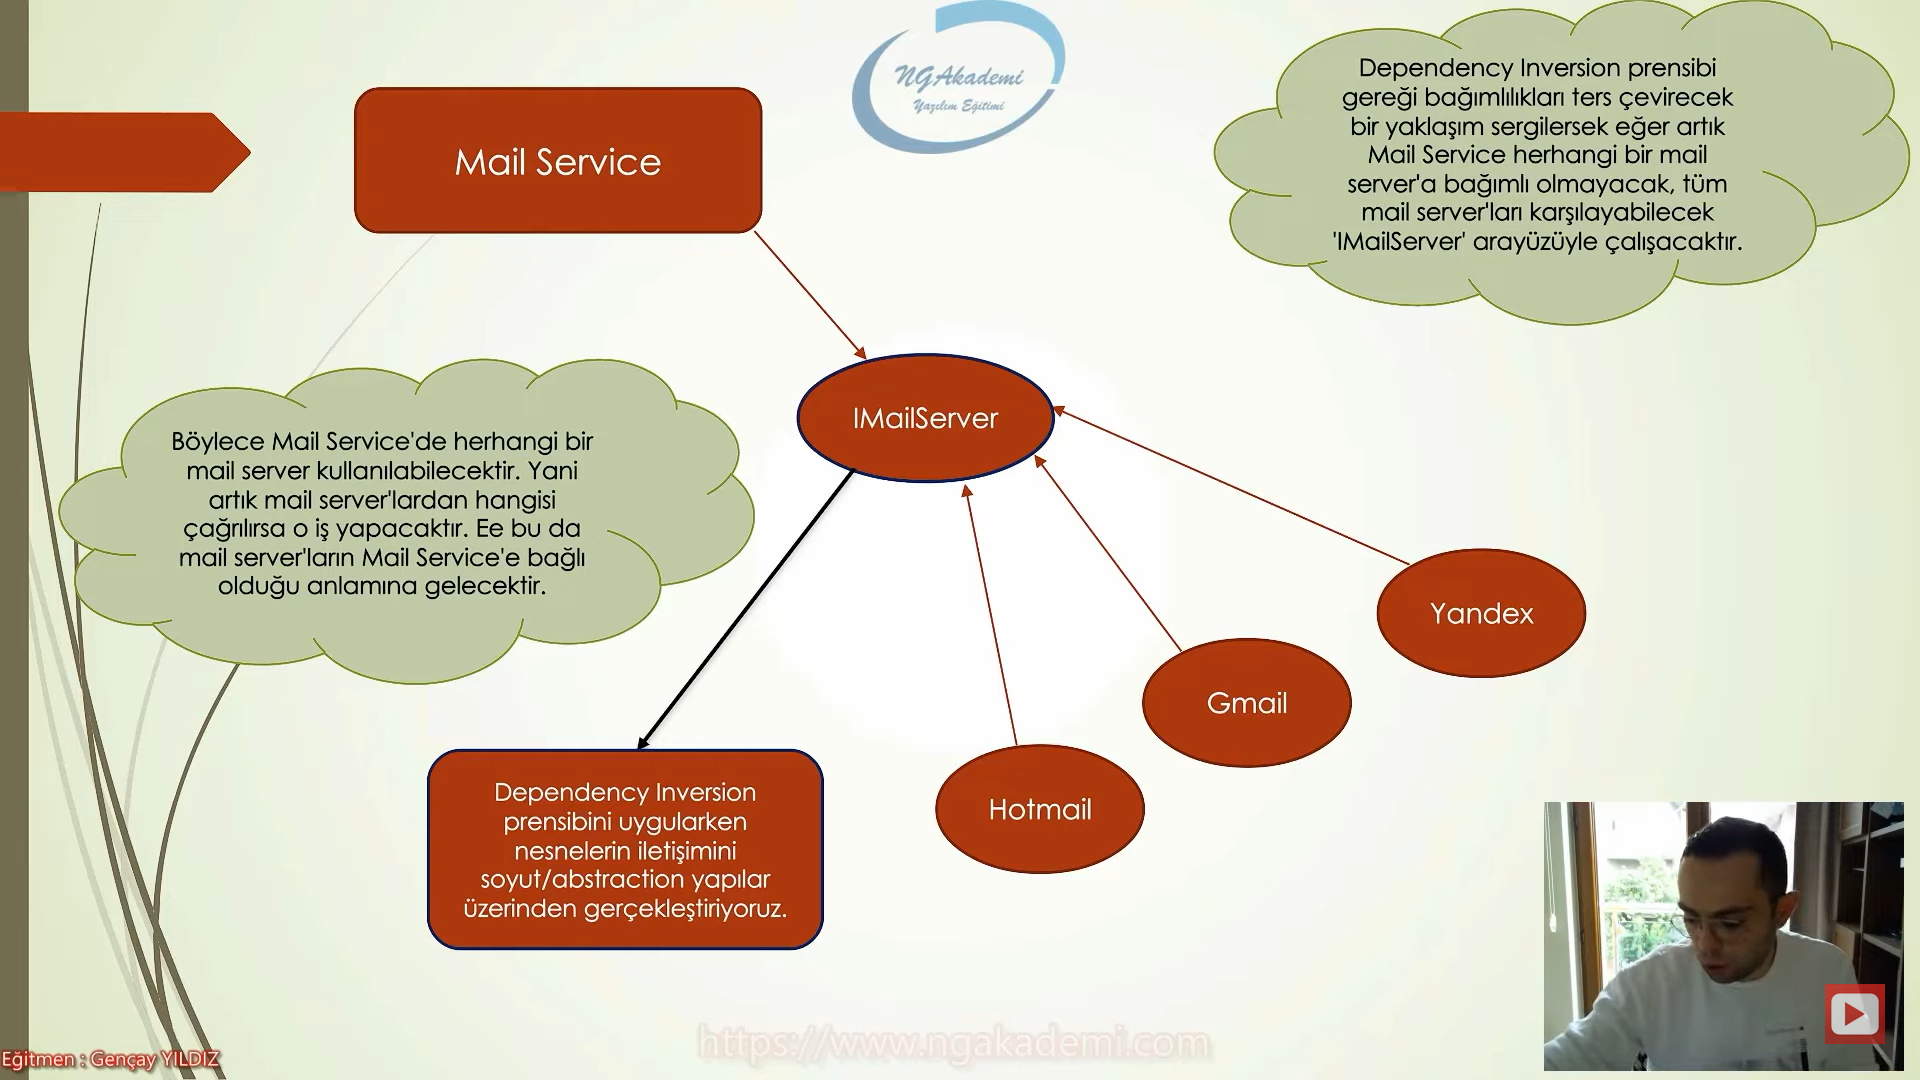 NGAkademi
Yazılım Eğitimi
Mail Service
Dependency Inversion prensibi
gereği bağımlılıkları ters çevirecek
bir yaklaşım sergilersek eğer artık
Mail Service herhangi bir mail
server'a bağımlı olmayacak, tüm
mail server'ları karşılayabilecek
'IMailServer' arayüzüyle çalışacaktır.
IMailServer
Böylece Mail Service'de herhangi bir
mail server kullanılabilecektir. Yani
artık mail server'lardan hangisi
çağrılırsa o iş yapacaktır. Ee bu da
mail server'ların Mail Service'e bağlı
olduğu anlamına gelecektir.
Yandex
Gmail
Hotmail
Dependency Inversion
prensibini uygularken
nesnelerin iletişimini
soyut/abstraction yapılar
üzerinden gerçekleştiriyoruz.
https://www.ngakademi.com
Eğitmen : Gençay YILDIZ